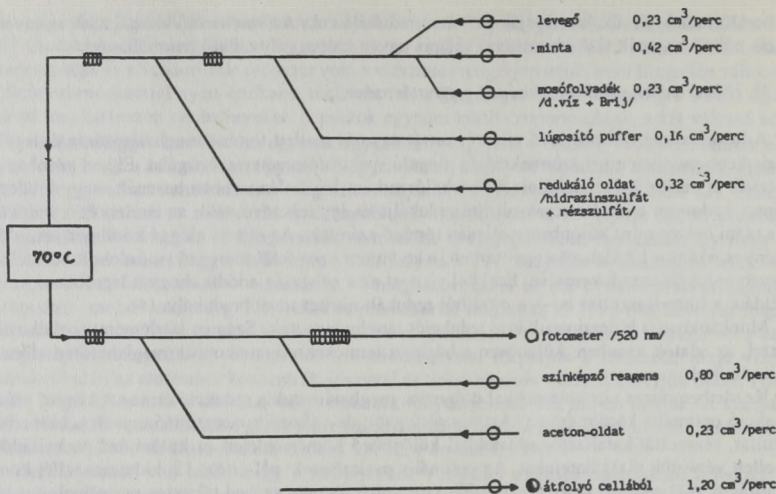 levegő 0,23 cm³/perc
minta 0,42 cm³/perc
mosófolyadék 0,23 cm³/perc
/d.víz + Brij/
lúgosító puffer 0,16 cm³/perc
redukáló oldat 0,32 cm³/perc
/hidrazinszulfát
+ rézszulfát/
70°C
fotometer /520 nm/
színképző reagens 0,80 cm³/perc
aceton-oldat 0,23 cm³/perc
átfolyó cellából 1,20 cm³/perc